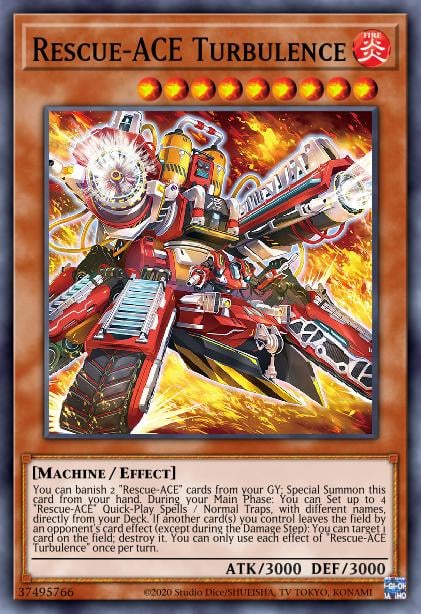 RESCUE-ACE TURBULENCE
FIRE
炎
[MACHINE / EFFECT]
You can banish 2 "Rescue-ACE" cards from your GY; Special Summon this
card from your hand. During your Main Phase: You can Set up to 4
"Rescue-ACE" Quick-Play Spells / Normal Traps, with different names,
directly from your Deck. If another card(s) you control leaves the field by
an opponent's card effect (except during the Damage Step): You can target 1
card on the field; destroy it. You can only use each effect of "Rescue-ACE
Turbulence" once per turn.
ATK/3000 DEF/3000
37495766 ©2020 Studio Dice/SHUEISHA, TV TOKYO, KONAMI